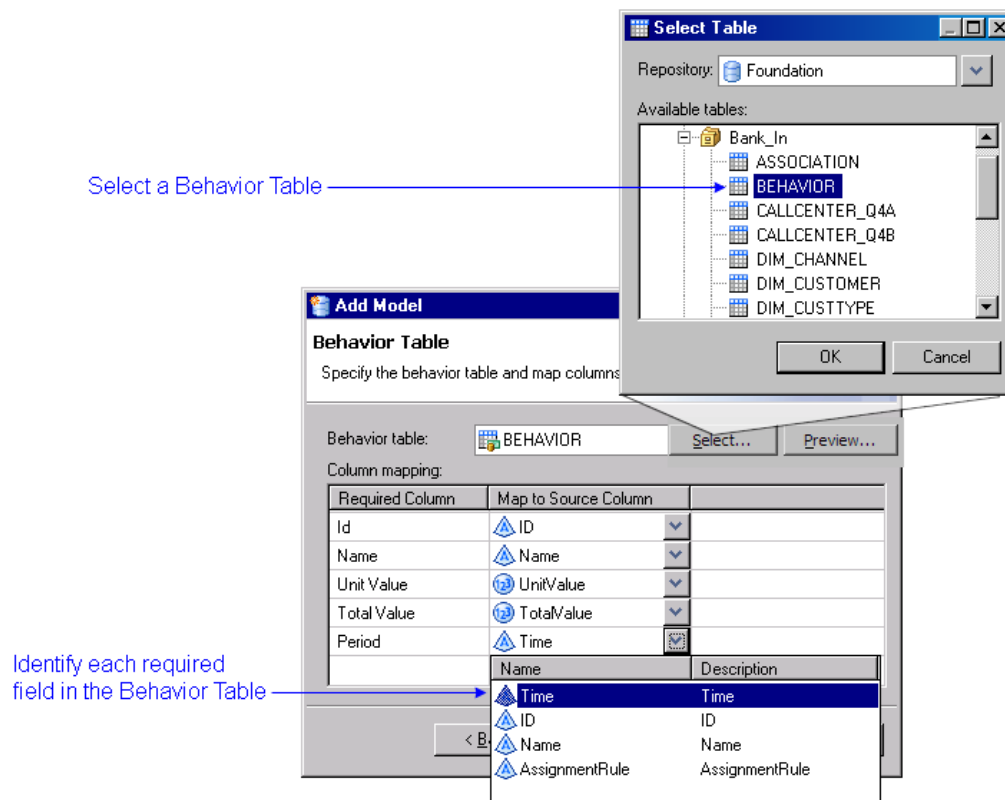 Select Table
Repository: Foundation
Available tables:
Bank_In
ASSOCIATION
Select a Behavior Table
BEHAVIOR
CALLCENTER_Q4A
CALLCENTER_Q4B
DIM_CHANNEL
DIM_CUSTOMER
DIM_CUSTTYPE
OK Cancel
Add Model
Behavior Table
Specify the behavior table and map columns
Behavior table: BEHAVIOR Select... Preview...
Column mapping:
Required Column Map to Source Column
Id A ID
Name A Name
Unit Value 123 UnitValue
Total Value 123 TotalValue
Period A Time
Identify each required
field in the Behavior Table
Name Description
Time Time
A ID ID
A Name Name
A AssignmentRule AssignmentRule
< B